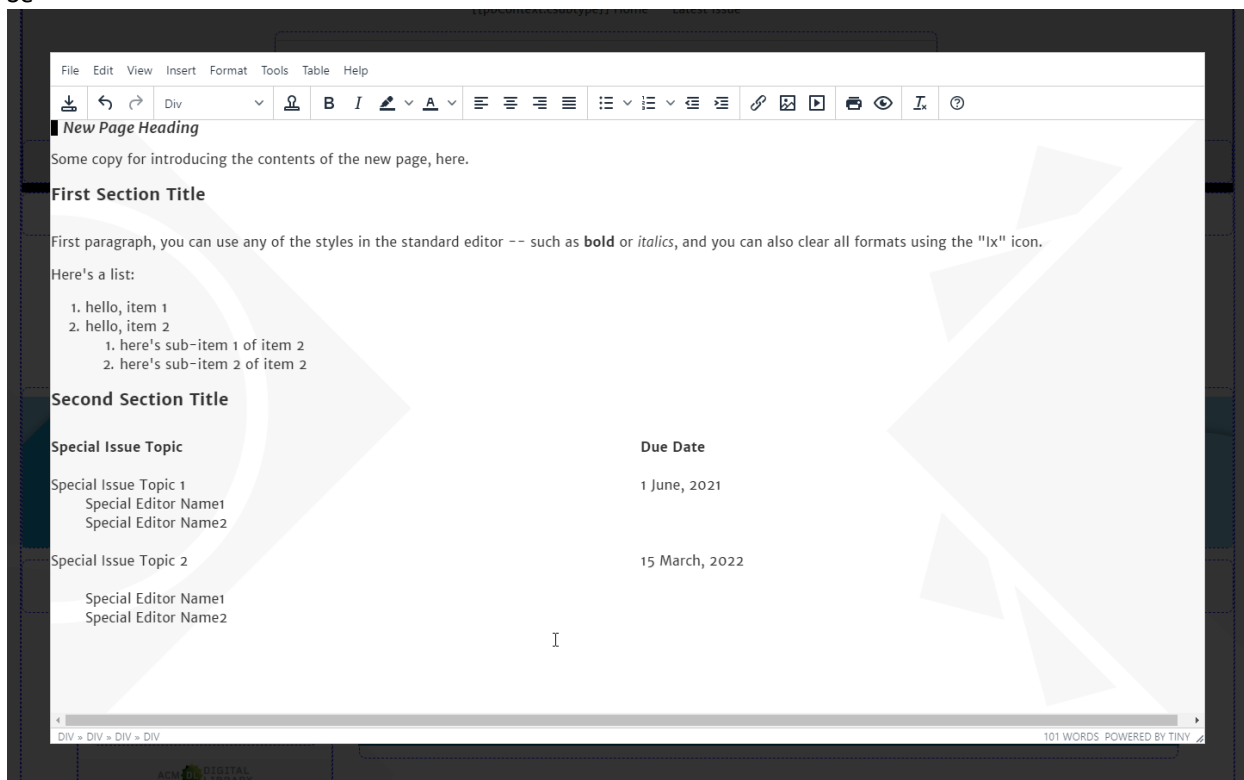 File Edit View Insert Format Tools Table Help
Div
New Page Heading
Some copy for introducing the contents of the new page, here.
First Section Title
First paragraph, you can use any of the styles in the standard editor -- such as bold or italics, and you can also clear all formats using the "Ix" icon.
Here's a list:
1. hello, item 1
2. hello, item 2
1. here's sub-item 1 of item 2
2. here's sub-item 2 of item 2
Second Section Title
Special Issue Topic Due Date
Special Issue Topic 1 1 June, 2021
Special Editor Name1
Special Editor Name2
Special Issue Topic 2 15 March, 2022
Special Editor Name1
Special Editor Name2
DIV » DIV » DIV » DIV 101 WORDS POWERED BY TINY
ACM DIGITAL
LIBRARY